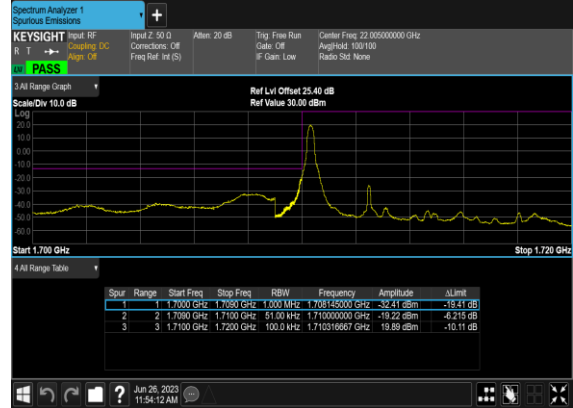 Spectrum Analyzer 1
Spurious Emissions
KEYSIGHT Input: RF Input Z: 50 Ω Atten: 20 dB Trig: Free Run Center Freq: 22.005000000 GHz
R T Coupling: DC Corrections: Off Gate: Off Avg|Hold: 100/100
Align: Off Freq Ref: Int (S) IF Gain: Low Radio Std: None
PASS
3 All Range Graph
Ref Lvl Offset 25.40 dB
Scale/Div 10.0 dB Ref Value 30.00 dBm
Log
20.0
10.0
0.00
-10.0
-20.0
-30.0
-40.0
-50.0
-60.0
Start 1.700 GHz Stop 1.720 GHz
4 All Range Table
Spur Range Start Freq Stop Freq RBW Frequency Amplitude ΔLimit
1 1 1.7000 GHz 1.7090 GHz 1.000 MHz 1.708145000 GHz -32.41 dBm -19.41 dB
2 2 1.7090 GHz 1.7100 GHz 51.00 kHz 1.710000000 GHz -19.22 dBm -6.215 dB
3 3 1.7100 GHz 1.7200 GHz 100.0 kHz 1.710316667 GHz 19.89 dBm -10.11 dB
Jun 26, 2023
11:54:12 AM